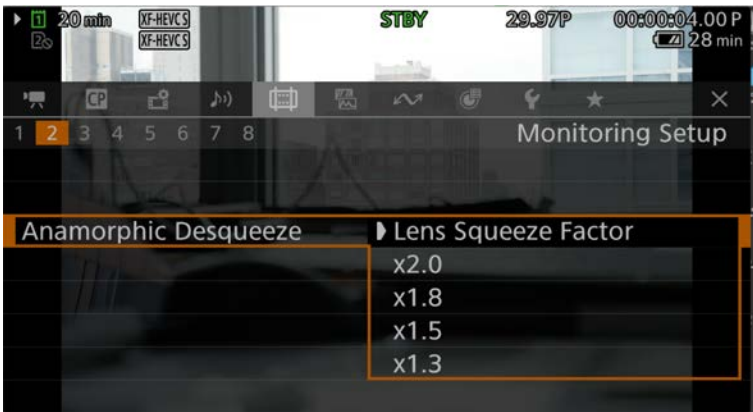 1 20 min XF-HEVC S STBY 29.97P 00:00:04.00 P
2 XF-HEVC S 28 min
CP
1 2 3 4 5 6 7 8 Monitoring Setup
Anamorphic Desqueeze Lens Squeeze Factor
x2.0
x1.8
x1.5
x1.3